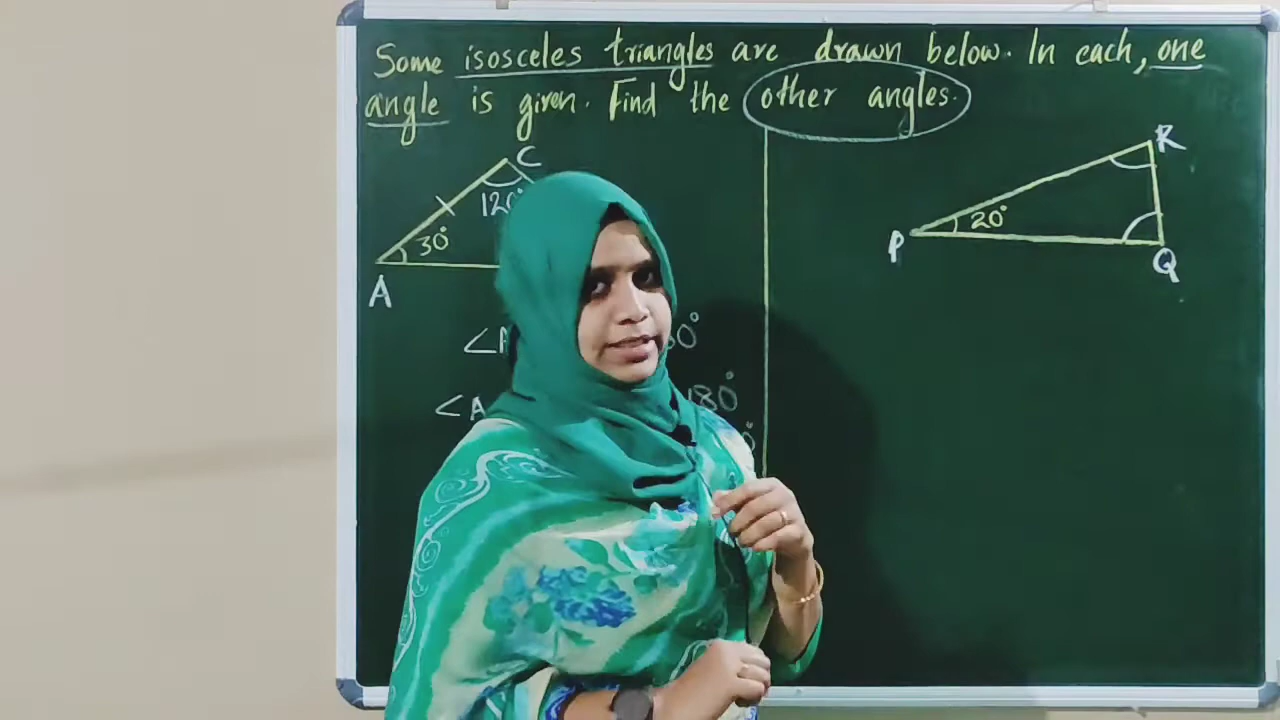 Some isosceles triangles are drawn below. In each, one
angle is given. Find the other angles.
C
120°
30°
A
R
20°
P
Q
∠A
∠A 180°